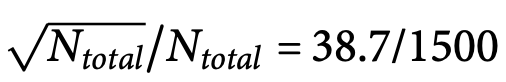 √N_total/N_total = 38.7/1500